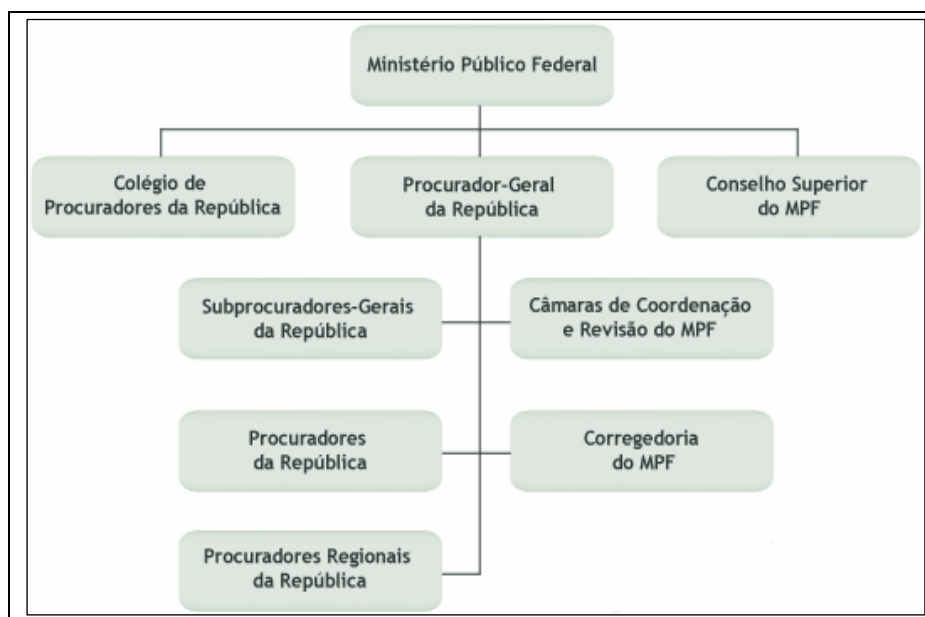 Ministério Público Federal
Colégio de
Procuradores da República
Procurador-Geral
da República
Conselho Superior
do MPF
Subprocuradores-Gerais
da República
Câmaras de Coordenação
e Revisão do MPF
Procuradores
da República
Corregedoria
do MPF
Procuradores Regionais
da República